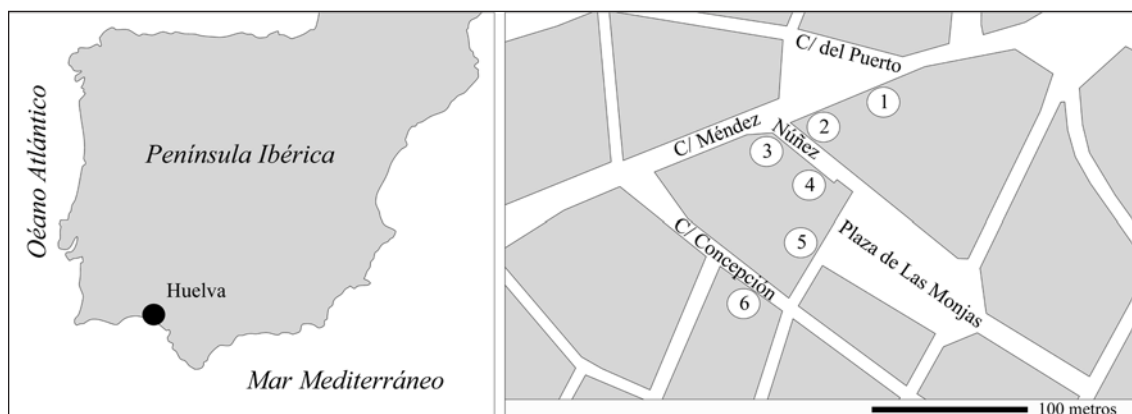 Océano Atlántico
Península Ibérica
Huelva
Mar Mediterráneo
C/ del Puerto
1
2
C/ Méndez
Núñez
3
4
5
Plaza de Las Monjas
C/ Concepción
6
100 metros